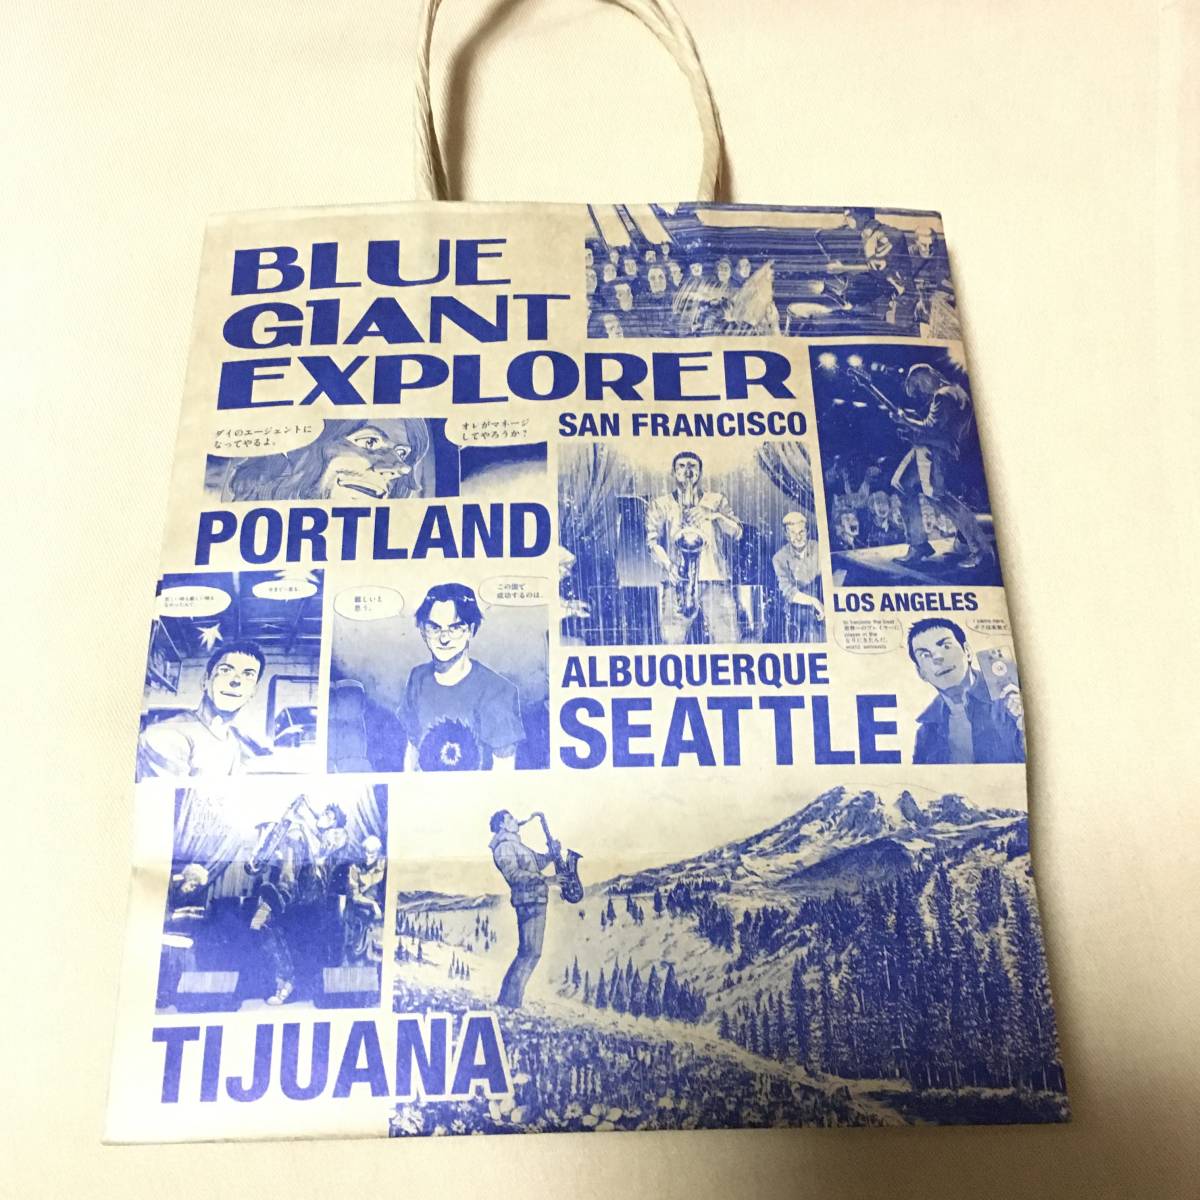 BLUE
GIANT
EXPLORER
SAN FRANCISCO
ダイのエージェントに
なってやるよ。
オレがマネージ
してやろうか？
PORTLAND
LOS ANGELES
厳しいと
思う。
この国で
成功するのは、
ALBUQUERQUE
SEATTLE
TIJUANA